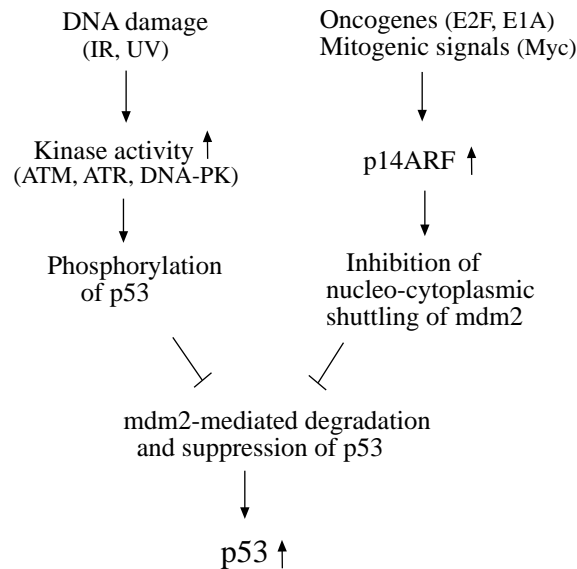 DNA damage
(IR, UV)
Kinase activity
(ATM, ATR, DNA-PK)
Phosphorylation
of p53
Oncogenes (E2F, E1A)
Mitogenic signals (Myc)
p14ARF
Inhibition of
nucleo-cytoplasmic
shuttling of mdm2
mdm2-mediated degradation
and suppression of p53
p53